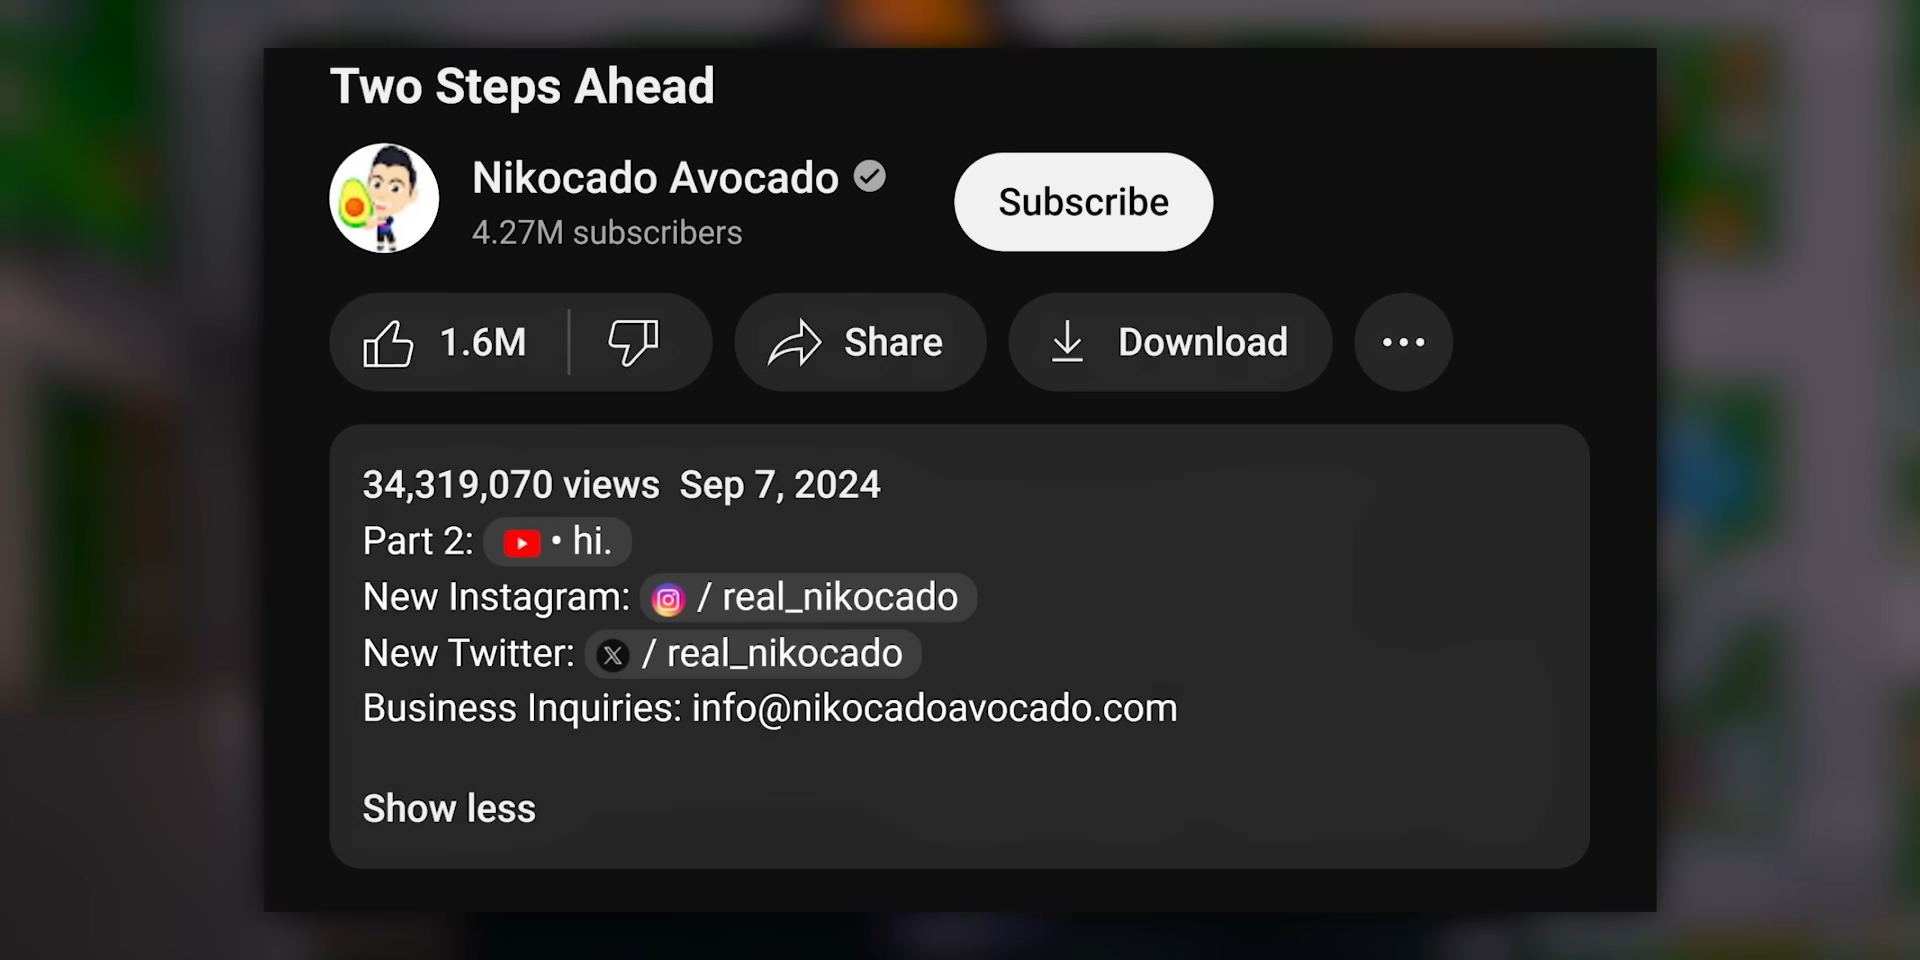 Two Steps Ahead
Nikocado Avocado
4.27M subscribers
Subscribe
1.6M
Share
Download
34,319,070 views Sep 7, 2024
Part 2: • hi.
New Instagram: / real_nikocado
New Twitter: / real_nikocado
Business Inquiries: info@nikocadoavocado.com
Show less